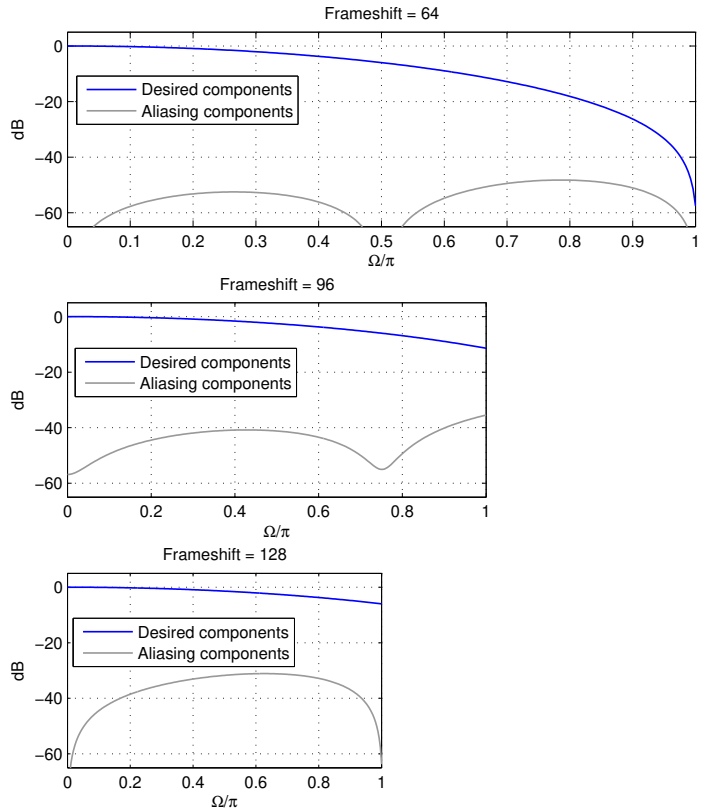 Frameshift = 64
0
−20
−40
−60
dB
Desired components
Aliasing components
0 0.1 0.2 0.3 0.4 0.5 0.6 0.7 0.8 0.9 1
Ω/π
Frameshift = 96
0
−20
−40
−60
dB
Desired components
Aliasing components
0 0.2 0.4 0.6 0.8 1
Ω/π
Frameshift = 128
0
−20
−40
−60
dB
Desired components
Aliasing components
0 0.2 0.4 0.6 0.8 1
Ω/π